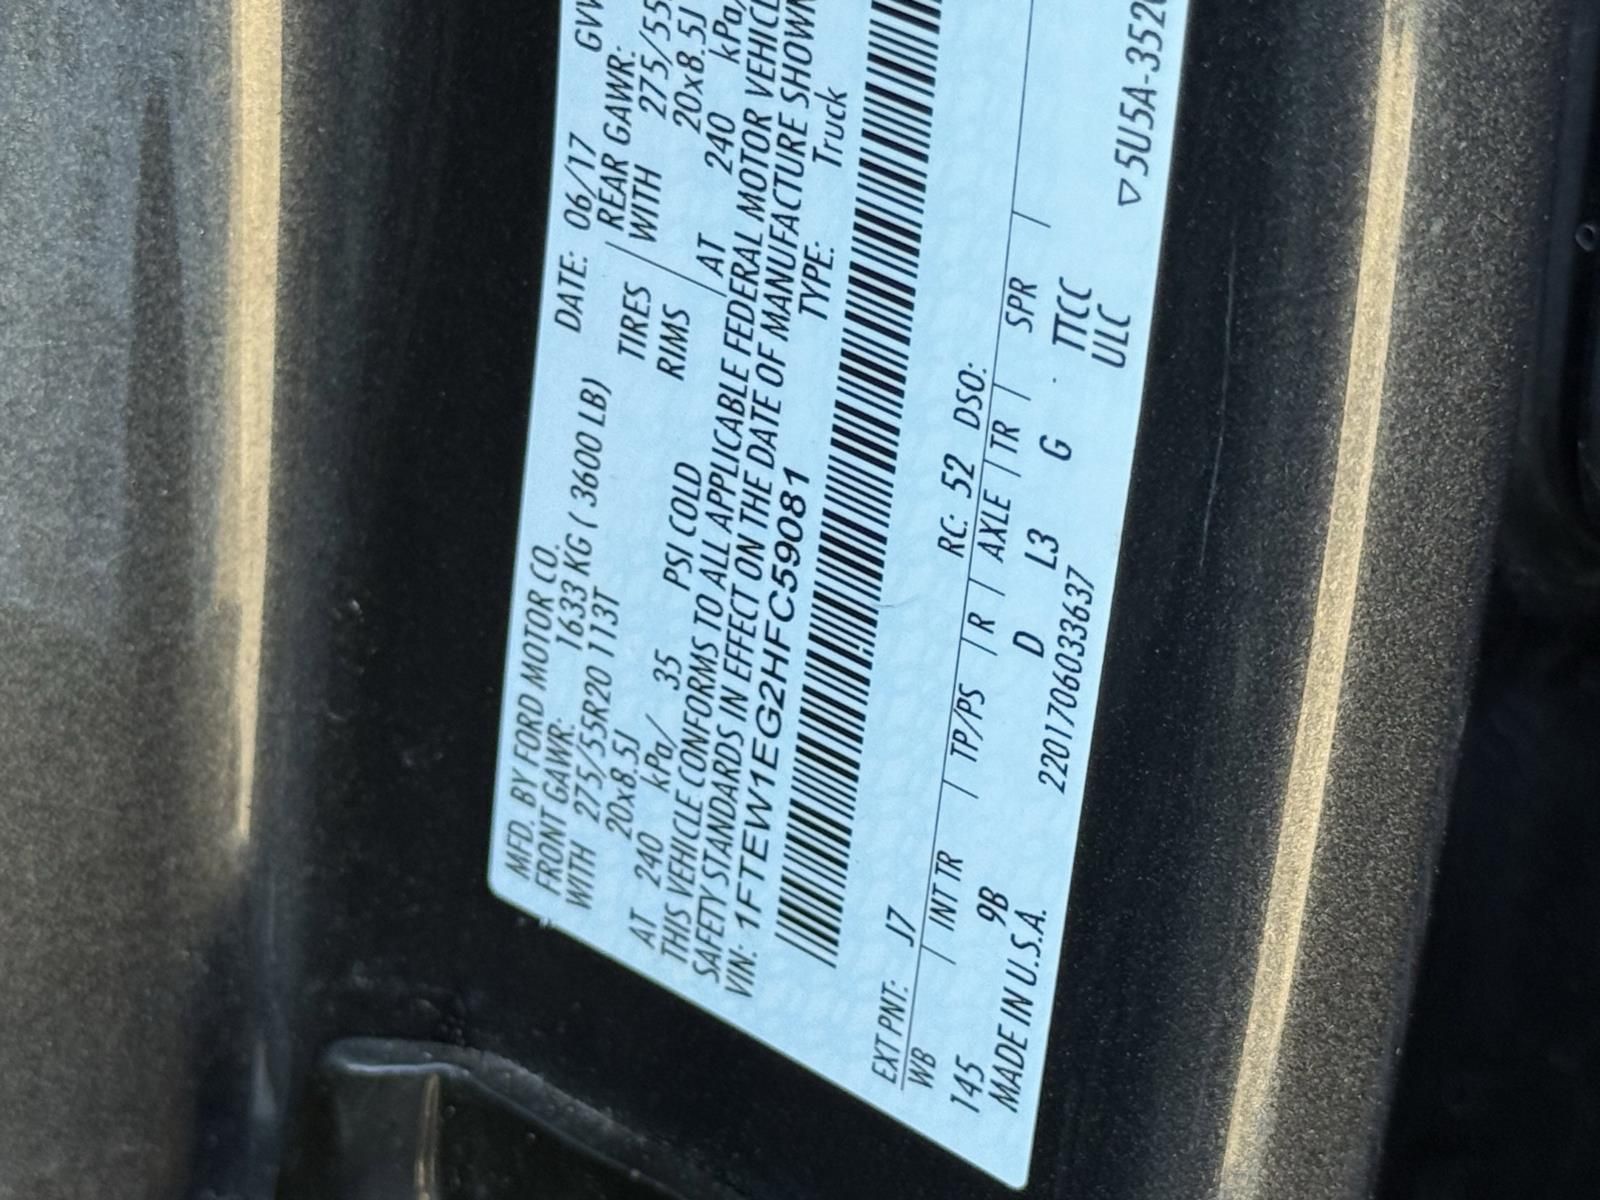 MFD. BY FORD MOTOR CO.
DATE: 06/17
FRONT GAWR: 1633 KG ( 3600 LB)
REAR GAWR:
WITH 275/55R20 113T
TIRES
WITH 275/55
20x8.5J
RIMS
20x8.5J
AT 240 kPa/ 35 PSI COLD
AT 240 kPa/
THIS VEHICLE CONFORMS TO ALL APPLICABLE FEDERAL MOTOR
SAFETY STANDARDS IN EFFECT ON THE DATE OF MANUFACTURE SHOWN
VIN: 1FTEW1EG2HFC59081
TYPE: Truck
EXT PNT: J7 RC: 52 DSO:
WB / INT TR / TP/PS / R / AXLE / TR / SPR /
145 9B D L3 G TTCC
MADE IN U.S.A. 2201706033637 ULC
▽5U5A-3520